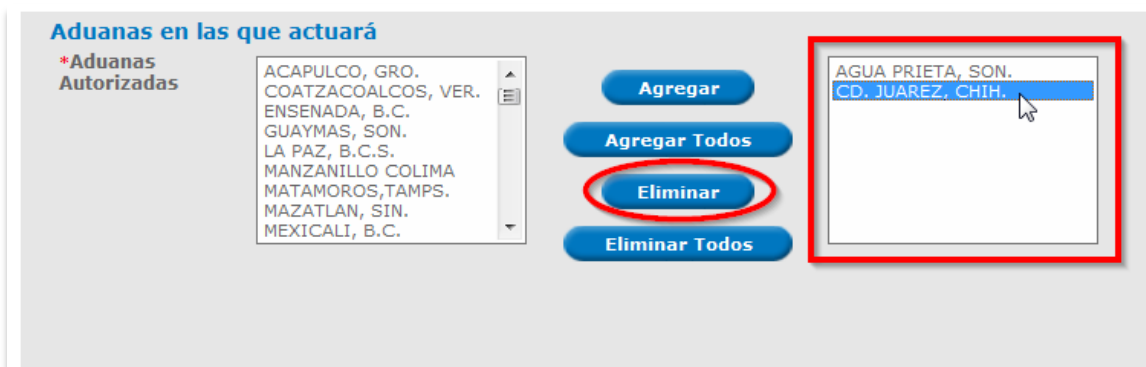 Aduanas en las que actuará
*Aduanas
Autorizadas
ACAPULCO, GRO.
COATZACOALCOS, VER.
ENSENADA, B.C.
GUAYMAS, SON.
LA PAZ, B.C.S.
MANZANILLO COLIMA
MATAMOROS,TAMPS.
MAZATLAN, SIN.
MEXICALI, B.C.
Agregar
Agregar Todos
Eliminar
Eliminar Todos
AGUA PRIETA, SON.
CD. JUAREZ, CHIH.